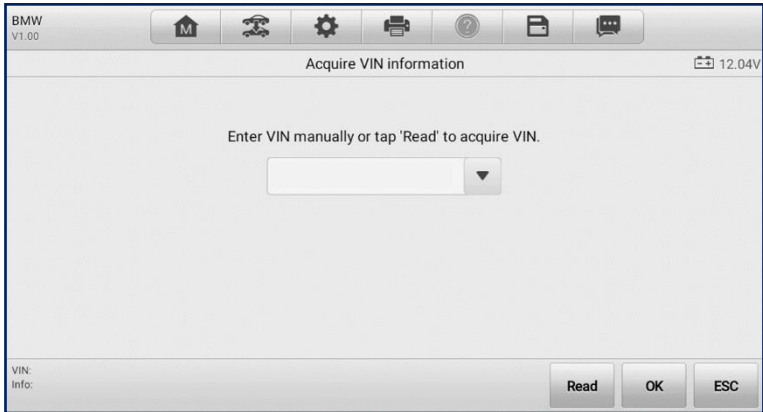 BMW
V1.00
M
?
Acquire VIN information
12.04V
Enter VIN manually or tap 'Read' to acquire VIN.
VIN:
Info:
Read
OK
ESC